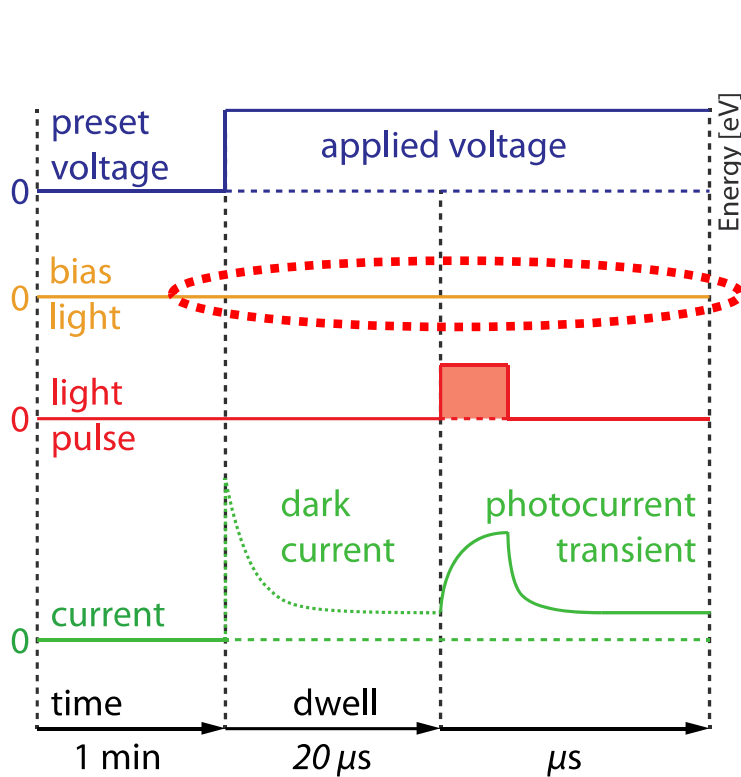 preset
voltage
applied voltage
0
Energy [eV]
bias
0
light
light
0
pulse
dark
current
photocurrent
transient
current
0
time
dwell
1 min
20 µs
µs